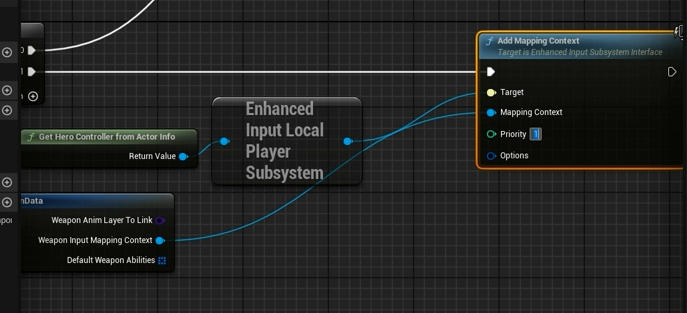 Add Mapping Context
Target is Enhanced Input Subsystem Interface
Target
Mapping Context
Priority 1
Options
Enhanced
Input Local
Player
Subsystem
Get Hero Controller from Actor Info
Return Value
nData
Weapon Anim Layer To Link
Weapon Input Mapping Context
Default Weapon Abilities